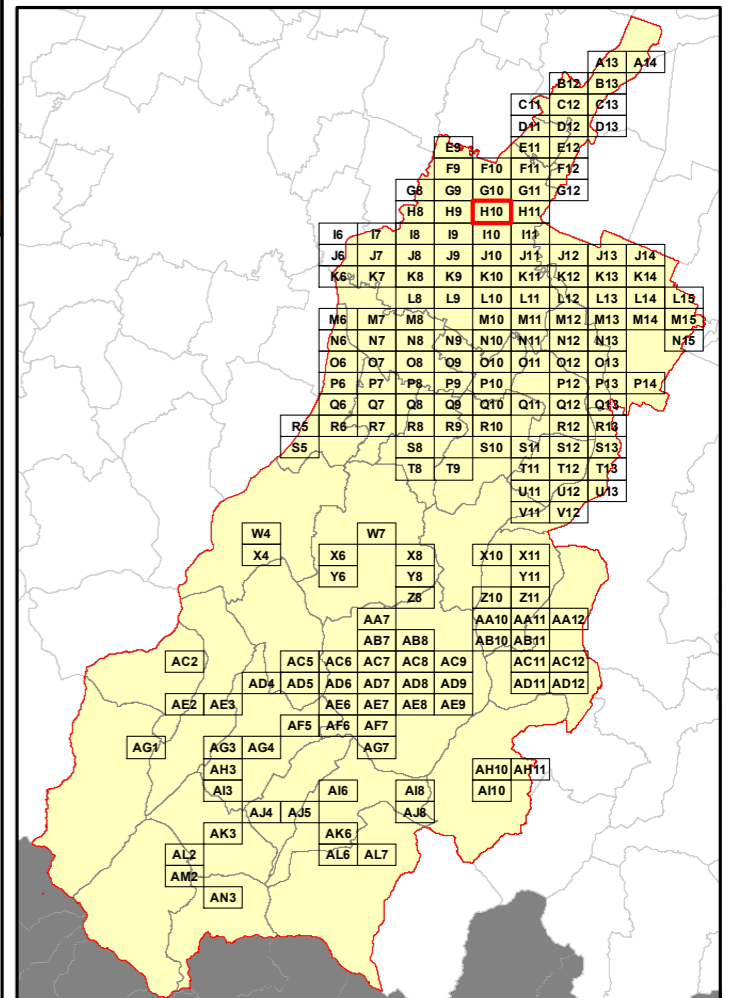 A13 A14
B12 B13
C11 C12 C13
D11 D12 D13
E9 E11 E12
F9 F10 F11 F12
G8 G9 G10 G11 G12
H8 H9 H10 H11
I6 I7 I8 I9 I10 I11
J6 J7 J8 J9 J10 J11 J12 J13 J14
K6 K7 K8 K9 K10 K11 K12 K13 K14
L8 L9 L10 L11 L12 L13 L14 L15
M6 M7 M8 M10 M11 M12 M13 M14 M15
N6 N7 N8 N9 N10 N11 N12 N13 N15
O6 O7 O8 O9 O10 O11 O12 O13
P6 P7 P8 P9 P10 P12 P13 P14
Q6 Q7 Q8 Q9 Q10 Q11 Q12 Q13
R5 R6 R7 R8 R9 R10 R12 R13
S5 S8 S10 S11 S12 S13
T8 T9 T11 T12 T13
U11 U12 U13
V11 V12
W4 W7
X4 X6 X8 X10 X11
Y6 Y8 Y11
Z8 Z10 Z11
AA7 AA10 AA11 AA12
AB7 AB8 AB10 AB11
AC2 AC5 AC6 AC7 AC8 AC9 AC11 AC12
AD4 AD5 AD6 AD7 AD8 AD9 AD11 AD12
AE2 AE3 AE6 AE7 AE8 AE9
AF5 AF6 AF7
AG1 AG3 AG4 AG7
AH3 AH10 AH11
AI3 AI6 AI8 AI10
AJ4 AJ5 AJ8
AK3 AK6
AL2 AL6 AL7
AM2
AN3